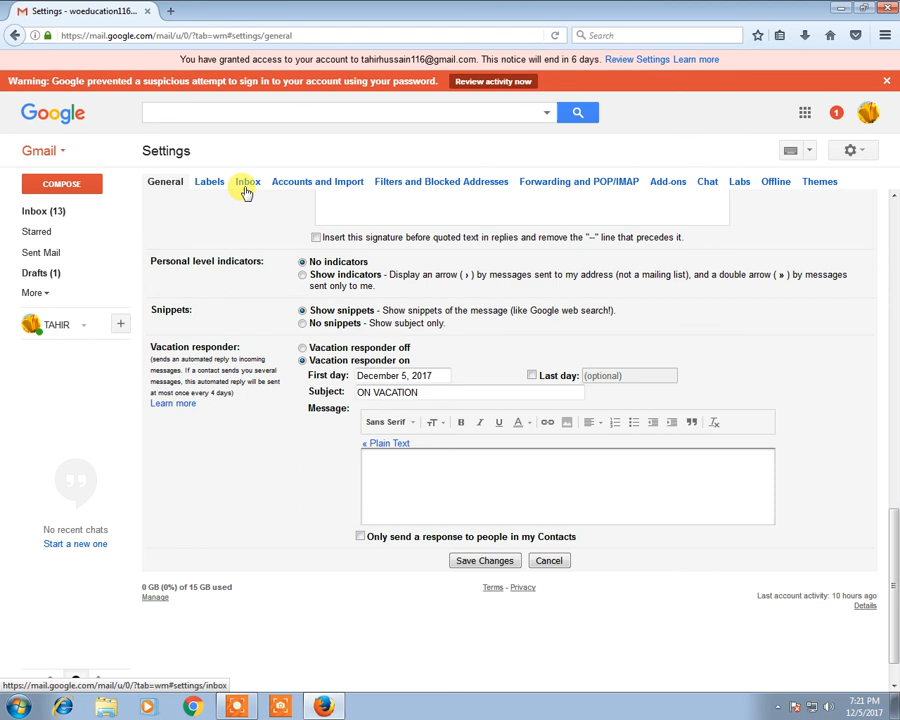 Settings - woeducation116...
https://mail.google.com/mail/u/0/?tab=wm#settings/general
Search
You have granted access to your account to tahirhussain116@gmail.com. This notice will end in 6 days. Review Settings Learn more
Warning: Google prevented a suspicious attempt to sign in to your account using your password. Review activity now
Google
1
Gmail
Settings
COMPOSE
General Labels Inbox Accounts and Import Filters and Blocked Addresses Forwarding and POP/IMAP Add-ons Chat Labs Offline Themes
Inbox (13)
Starred
Sent Mail
Drafts (1)
More
TAHIR
No recent chats
Start a new one
Insert this signature before quoted text in replies and remove the "--" line that precedes it.
Personal level indicators:
No indicators
Show indicators - Display an arrow ( › ) by messages sent to my address (not a mailing list), and a double arrow ( » ) by messages
sent only to me.
Snippets:
Show snippets - Show snippets of the message (like Google web search!).
No snippets - Show subject only.
Vacation responder:
(sends an automated reply to incoming
messages. If a contact sends you several
messages, this automated reply will be sent
at most once every 4 days)
Learn more
Vacation responder off
Vacation responder on
First day: December 5, 2017 Last day: (optional)
Subject: ON VACATION
Message:
Sans Serif
« Plain Text
Only send a response to people in my Contacts
Save Changes Cancel
0 GB (0%) of 15 GB used
Manage
Terms - Privacy
Last account activity: 10 hours ago
Details
https://mail.google.com/mail/u/0/?tab=wm#settings/inbox
7:21 PM
12/5/2017